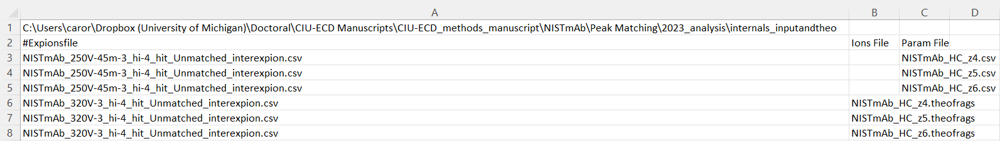 A B C D
1 C:\Users\caror\Dropbox (University of Michigan)\Doctoral\CIU-ECD Manuscripts\CIU-ECD_methods_manuscript\NISTmAb\Peak Matching\2023_analysis\internals_inputandtheo
2 #Expionsfile Ions File Param File
3 NISTmAb_250V-45m-3_hi-4_hit_Unmatched_interexpion.csv NISTmAb_HC_z4.csv
4 NISTmAb_250V-45m-3_hi-4_hit_Unmatched_interexpion.csv NISTmAb_HC_z5.csv
5 NISTmAb_250V-45m-3_hi-4_hit_Unmatched_interexpion.csv NISTmAb_HC_z6.csv
6 NISTmAb_320V-3_hi-4_hit_Unmatched_interexpion.csv NISTmAb_HC_z4.theofrags
7 NISTmAb_320V-3_hi-4_hit_Unmatched_interexpion.csv NISTmAb_HC_z5.theofrags
8 NISTmAb_320V-3_hi-4_hit_Unmatched_interexpion.csv NISTmAb_HC_z6.theofrags